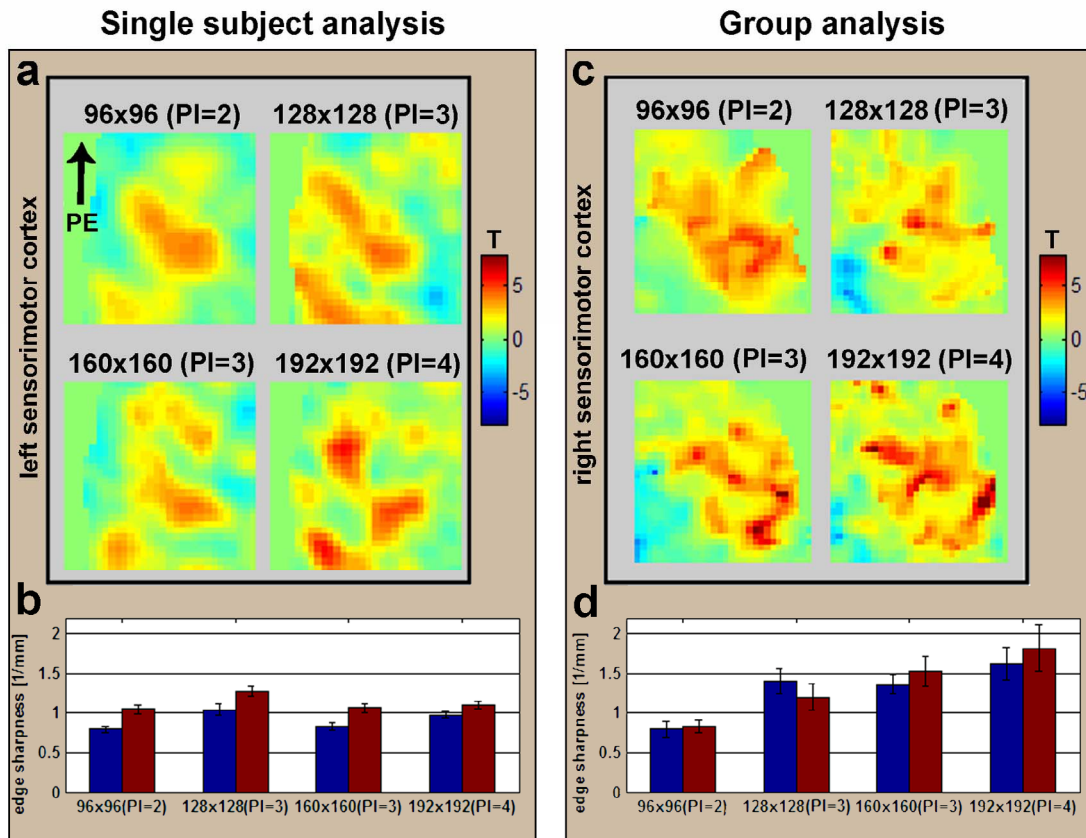 Single subject analysis
a
96x96 (PI=2)
128x128 (PI=3)
PE
left sensorimotor cortex
160x160 (PI=3)
192x192 (PI=4)
T
5
0
-5
b
edge sharpness [1/mm]
2
1.5
1
0.5
0
96x96(PI=2)
128x128(PI=3)
160x160(PI=3)
192x192(PI=4)
Group analysis
c
96x96 (PI=2)
128x128 (PI=3)
right sensorimotor cortex
160x160 (PI=3)
192x192 (PI=4)
T
5
0
-5
d
edge sharpness [1/mm]
2
1.5
1
0.5
0
96x96(PI=2)
128x128(PI=3)
160x160(PI=3)
192x192(PI=4)